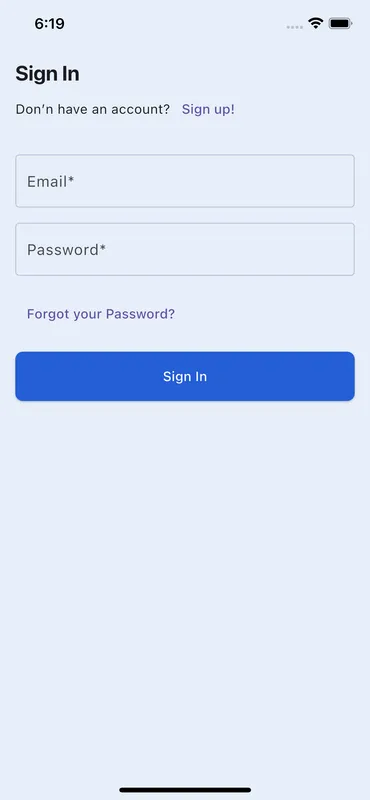 6:19
Sign In
Don’n have an account? Sign up!
Email*
Password*
Forgot your Password?
Sign In